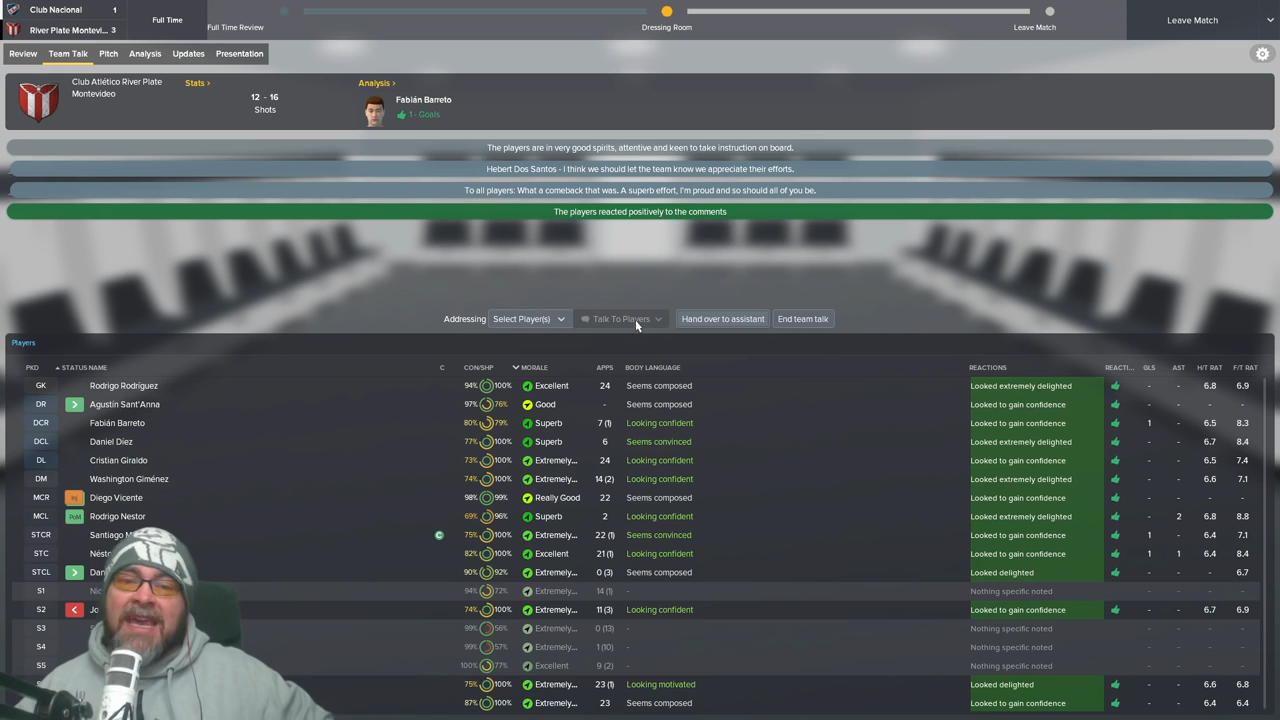 Club Nacional 1
River Plate Montevi... 3
Full Time
Full Time Review
Dressing Room
Leave Match
Leave Match
Review Team Talk Pitch Analysis Updates Presentation
Club Atlético River Plate
Montevideo
Stats >
12 - 16
Shots
Analysis >
Fabián Barreto
1 - Goals
The players are in very good spirits, attentive and keen to take instruction on board.
Hebert Dos Santos - I think we should let the team know we appreciate their efforts.
To all players: What a comeback that was. A superb effort, I'm proud and so should all of you be.
The players reacted positively to the comments
Addressing Select Player(s) Talk To Players Hand over to assistant End team talk
Players
PKD STATUS NAME C CON/SHP MORALE APPS BODY LANGUAGE REACTIONS REACTI... GLS AST H/T RAT F/T RAT
GK Rodrigo Rodríguez 94% 100% Excellent 24 Seems composed Looked extremely delighted - - 6.8 6.9
DR Agustín Sant'Anna 97% 76% Good - Seems composed Looked to gain confidence - - - -
DCR Fabián Barreto 80% 79% Superb 7 (1) Looking confident Looked to gain confidence 1 - 6.5 8.3
DCL Daniel Díez 77% 100% Superb 6 Seems convinced Looked extremely delighted - - 6.7 8.4
DL Cristian Giraldo 73% 100% Extremely... 24 Looking confident Looked to gain confidence - - 6.5 7.4
DM Washington Giménez 74% 100% Extremely... 14 (2) Looking confident Looked extremely delighted - - 6.6 7.1
MCR Inj Diego Vicente 98% 99% Really Good 22 Seems composed Looked to gain confidence - - - -
MCL PoM Rodrigo Nestor 69% 96% Superb 2 Looking confident Looked extremely delighted - 2 6.8 8.8
STCR Santiago C 75% 100% Extremely... 22 (1) Seems convinced Looked to gain confidence 1 - 6.4 7.1
STC Nést 82% 100% Excellent 21 (1) Looking confident Looked to gain confidence 1 1 6.4 8.4
STCL Dan 90% 92% Extremely... 0 (3) Seems composed Looked delighted - - 6.7
S1 Nic 94% 72% Extremely... 14 (1) - Nothing specific noted - - - -
S2 Jo 74% 100% Extremely... 11 (3) Looking confident Looked to gain confidence - - 6.7 6.9
S3 99% 56% Extremely... 0 (13) - Nothing specific noted - - - -
S4 99% 57% Extremely... 1 (10) - Nothing specific noted - - - -
S5 100% 77% Excellent 9 (2) - Nothing specific noted - - - -
75% 100% Extremely... 23 (1) Looking motivated Looked delighted - - 6.6 6.8
87% 100% Extremely... 23 Seems composed Looked to gain confidence - - 6.4 6.4